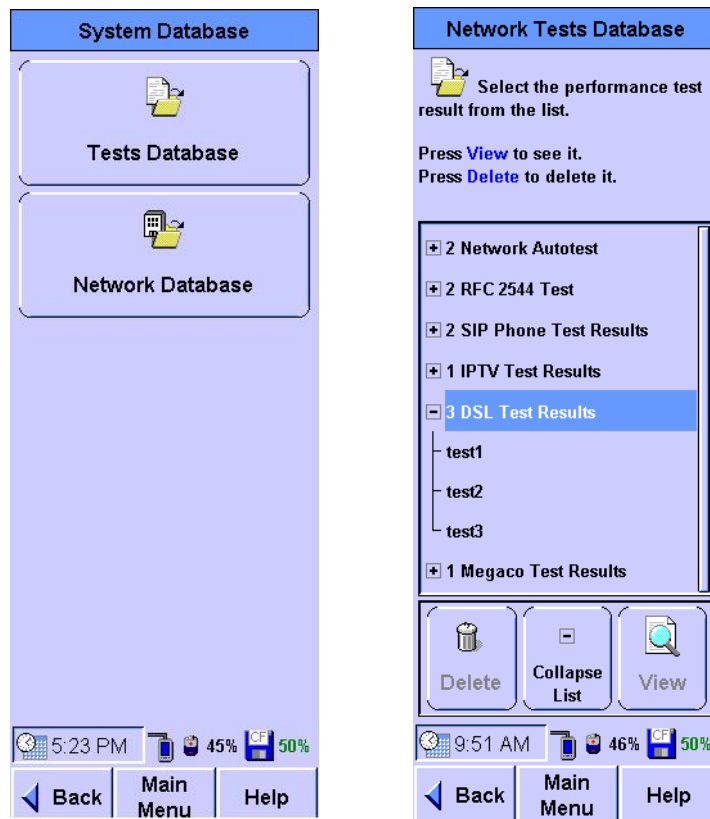 System Database
Tests Database
Network Database
5:23 PM
45%
CF
50%
Back
Main
Menu
Help
Network Tests Database
Select the performance test
result from the list.
Press View to see it.
Press Delete to delete it.
2 Network Autotest
2 RFC 2544 Test
2 SIP Phone Test Results
1 IPTV Test Results
3 DSL Test Results
test1
test2
test3
1 Megaco Test Results
Delete
Collapse
List
View
9:51 AM
46%
CF
50%
Back
Main
Menu
Help